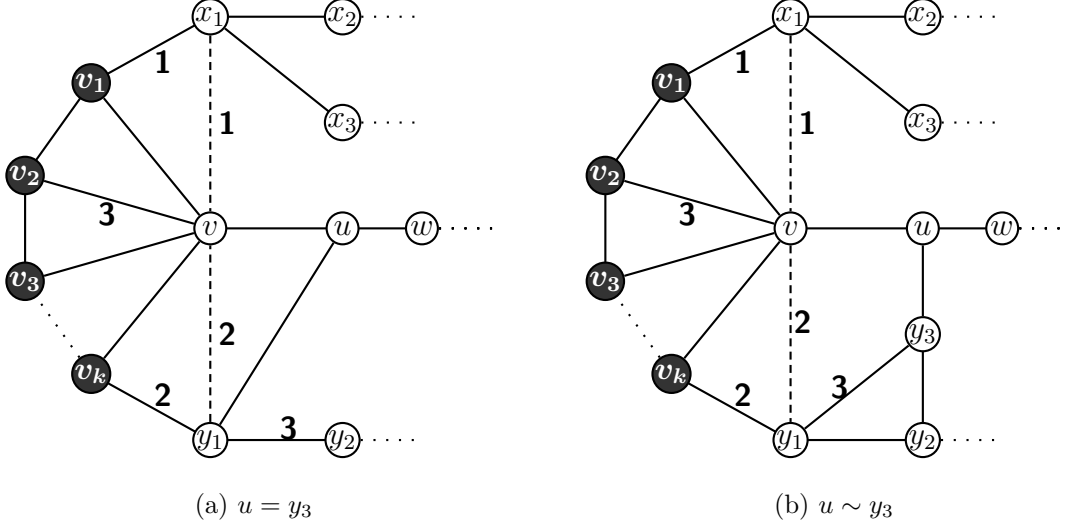 x₁ x₂ x₁ x₂
1 1
v₁ v₁
x₃ x₃
1 1
v₂ v₂
3 3
v u w v u w
v₃ v₃
2 2
y₃
vₖ vₖ
2 2 3
3
y₁ y₂ y₁ y₂
(a) u = y₃ (b) u ∼ y₃